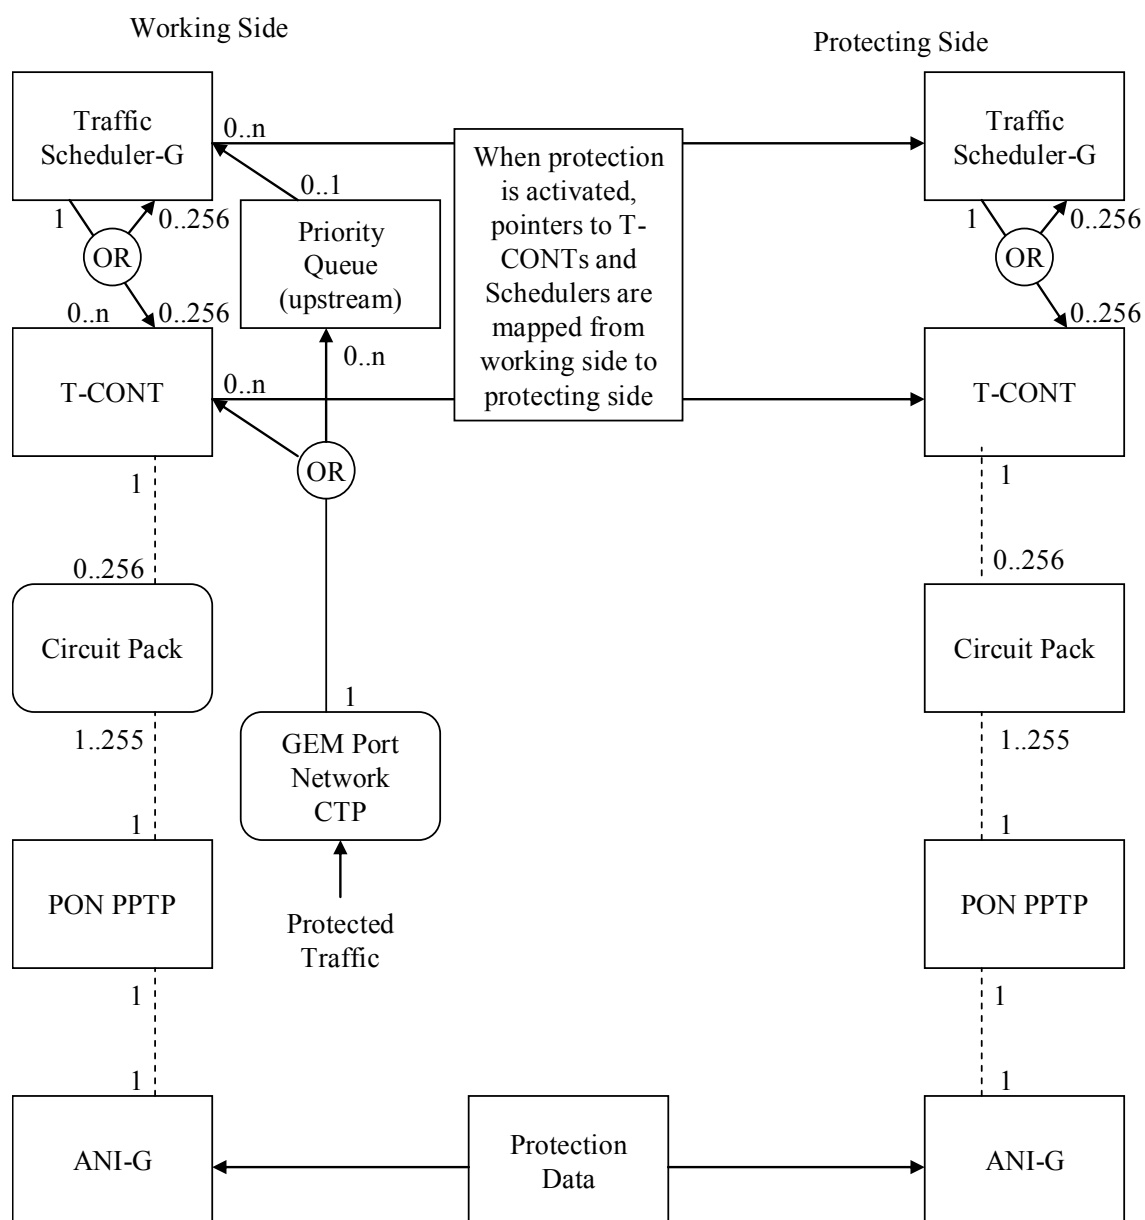 Working Side
Protecting Side
Traffic
Scheduler-G
0..n
When protection
is activated,
pointers to T-
CONTs and
Schedulers are
mapped from
working side to
protecting side
Traffic
Scheduler-G
1
0..256
0..1
OR
Priority
Queue
(upstream)
1
0..256
OR
0..n
0..256
0..n
0..256
T-CONT
0..n
T-CONT
1
OR
1
0..256
0..256
Circuit Pack
Circuit Pack
1..255
1
1..255
GEM Port
Network
CTP
1
1
PON PPTP
Protected
Traffic
PON PPTP
1
1
1
1
ANI-G
Protection
Data
ANI-G